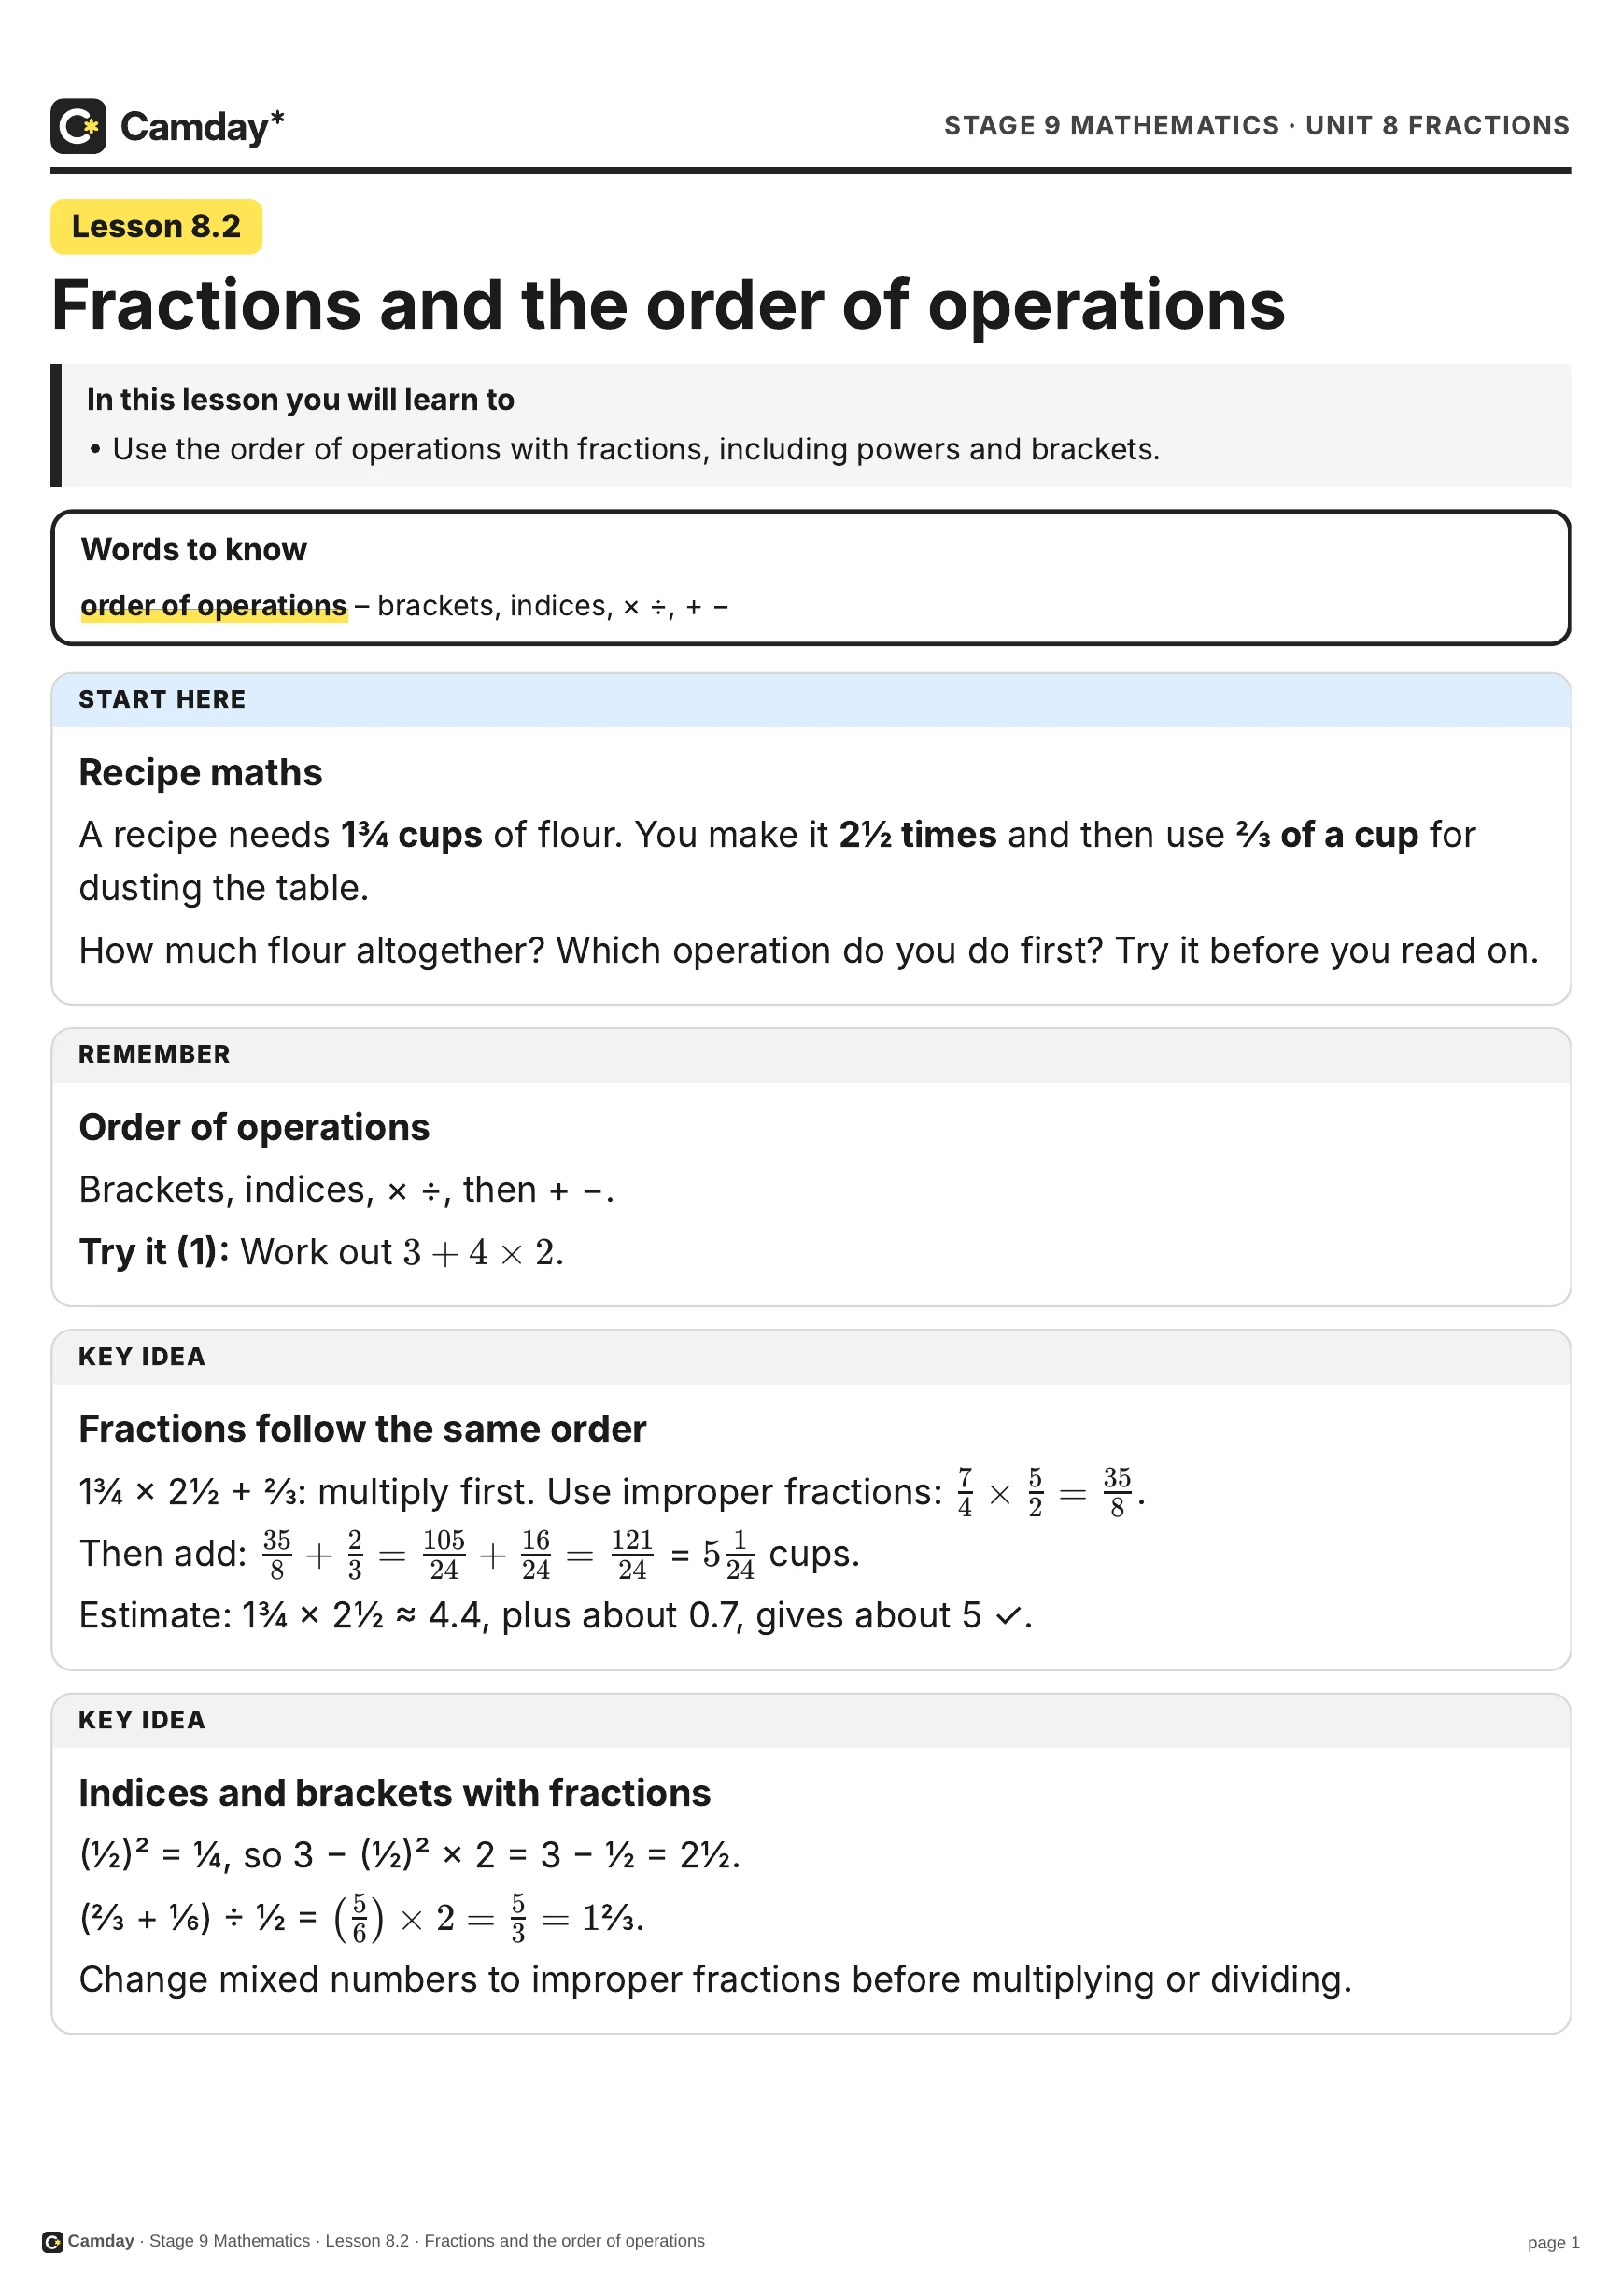 Camday*
STAGE 9 MATHEMATICS · UNIT 8 FRACTIONS
Lesson 8.2
Fractions and the order of operations
In this lesson you will learn to
• Use the order of operations with fractions, including powers and brackets.
Words to know
order of operations – brackets, indices, × ÷, + −
START HERE
Recipe maths
A recipe needs 1¾ cups of flour. You make it 2½ times and then use ⅔ of a cup for
dusting the table.
How much flour altogether? Which operation do you do first? Try it before you read on.
REMEMBER
Order of operations
Brackets, indices, × ÷, then + −.
Try it (1): Work out 3 + 4 × 2.
KEY IDEA
Fractions follow the same order
1¾ × 2½ + ⅔: multiply first. Use improper fractions: 7/4 × 5/2 = 35/8.
Then add: 35/8 + 2/3 = 105/24 + 16/24 = 121/24 = 5 1/24 cups.
Estimate: 1¾ × 2½ ≈ 4.4, plus about 0.7, gives about 5 ✓.
KEY IDEA
Indices and brackets with fractions
(½)² = ¼, so 3 − (½)² × 2 = 3 − ½ = 2½.
(⅔ + ⅙) ÷ ½ = (5/6) × 2 = 5/3 = 1⅔.
Change mixed numbers to improper fractions before multiplying or dividing.
Camday · Stage 9 Mathematics · Lesson 8.2 · Fractions and the order of operations
page 1